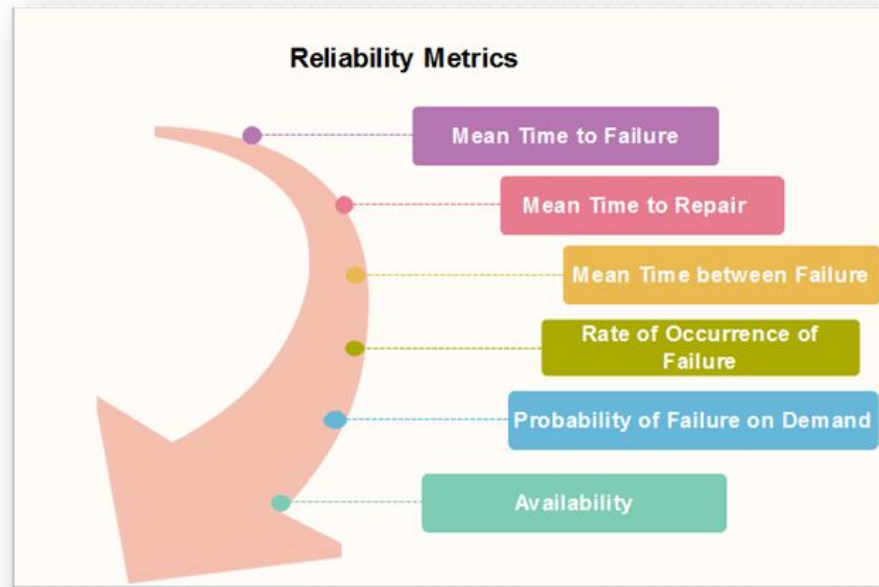 Reliability Metrics
Mean Time to Failure
Mean Time to Repair
Mean Time between Failure
Rate of Occurrence of
Failure
Probability of Failure on Demand
Availability